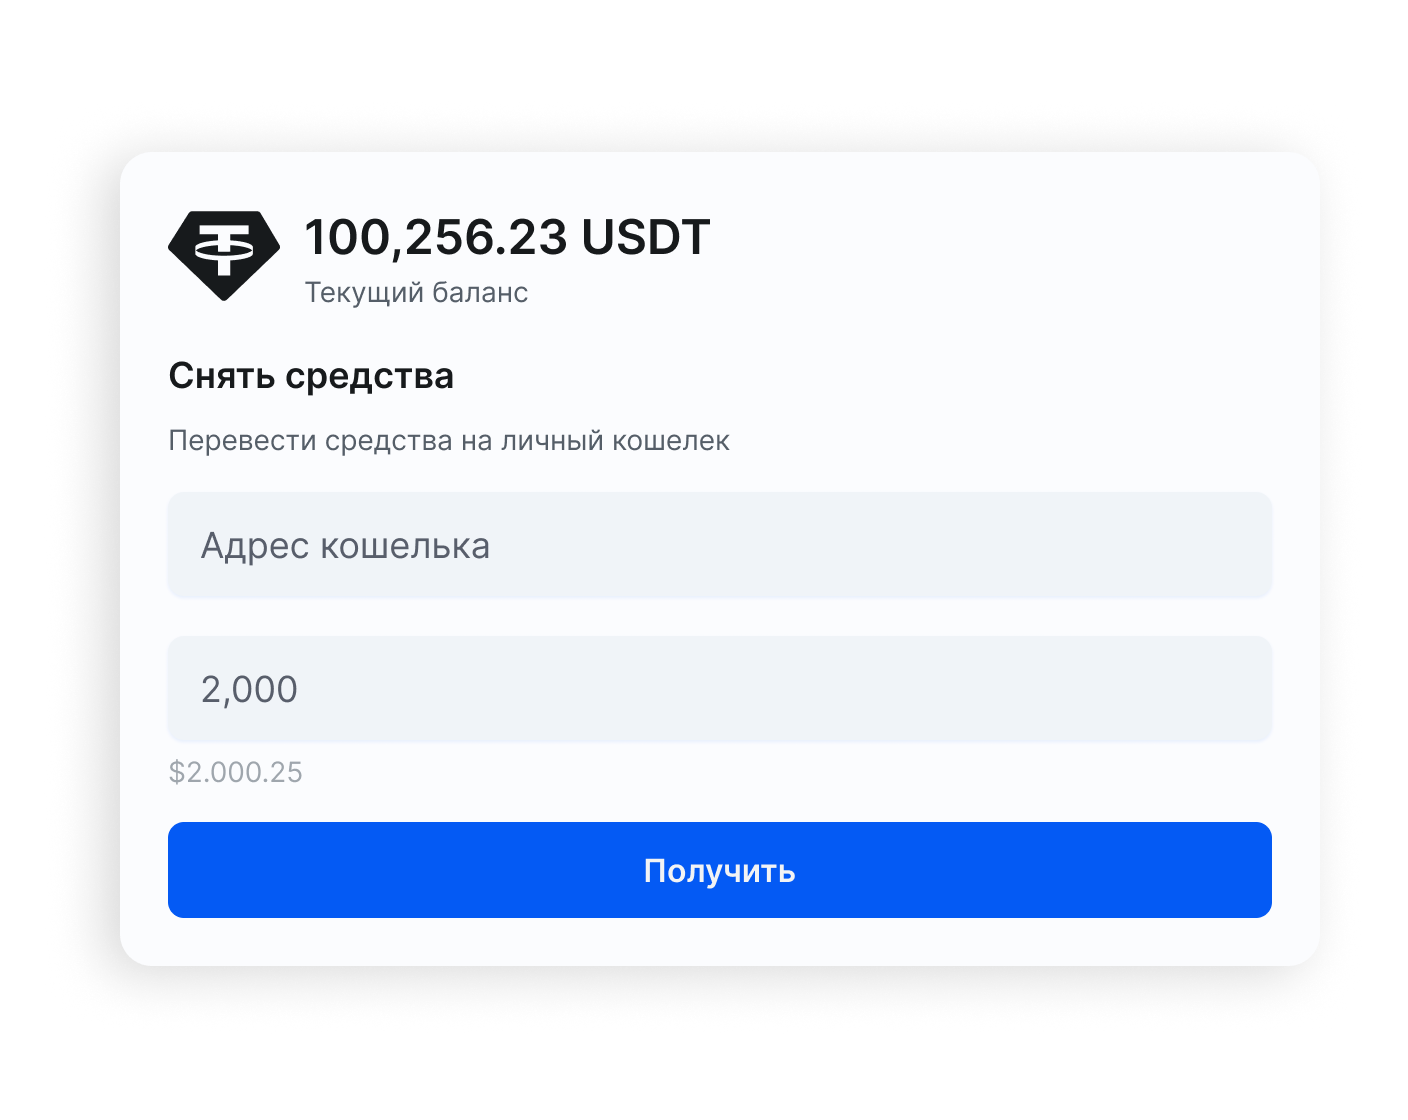 100,256.23 USDT
Текущий баланс
Снять средства
Перевести средства на личный кошелек
Адрес кошелька
2,000
$2.000.25
Получить